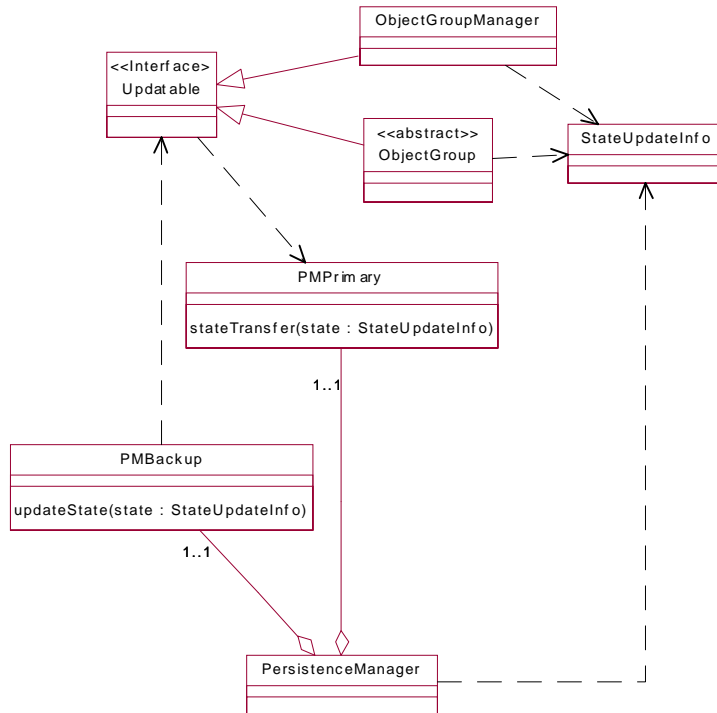 ObjectGroupManager
<<Interface>
Updatable
<<abstract>>
ObjectGroup
StateUpdateInfo
PMPrimary
stateTransfer(state : StateUpdateInfo)
1..1
PMBackup
updateState(state : StateUpdateInfo)
1..1
PersistenceManager